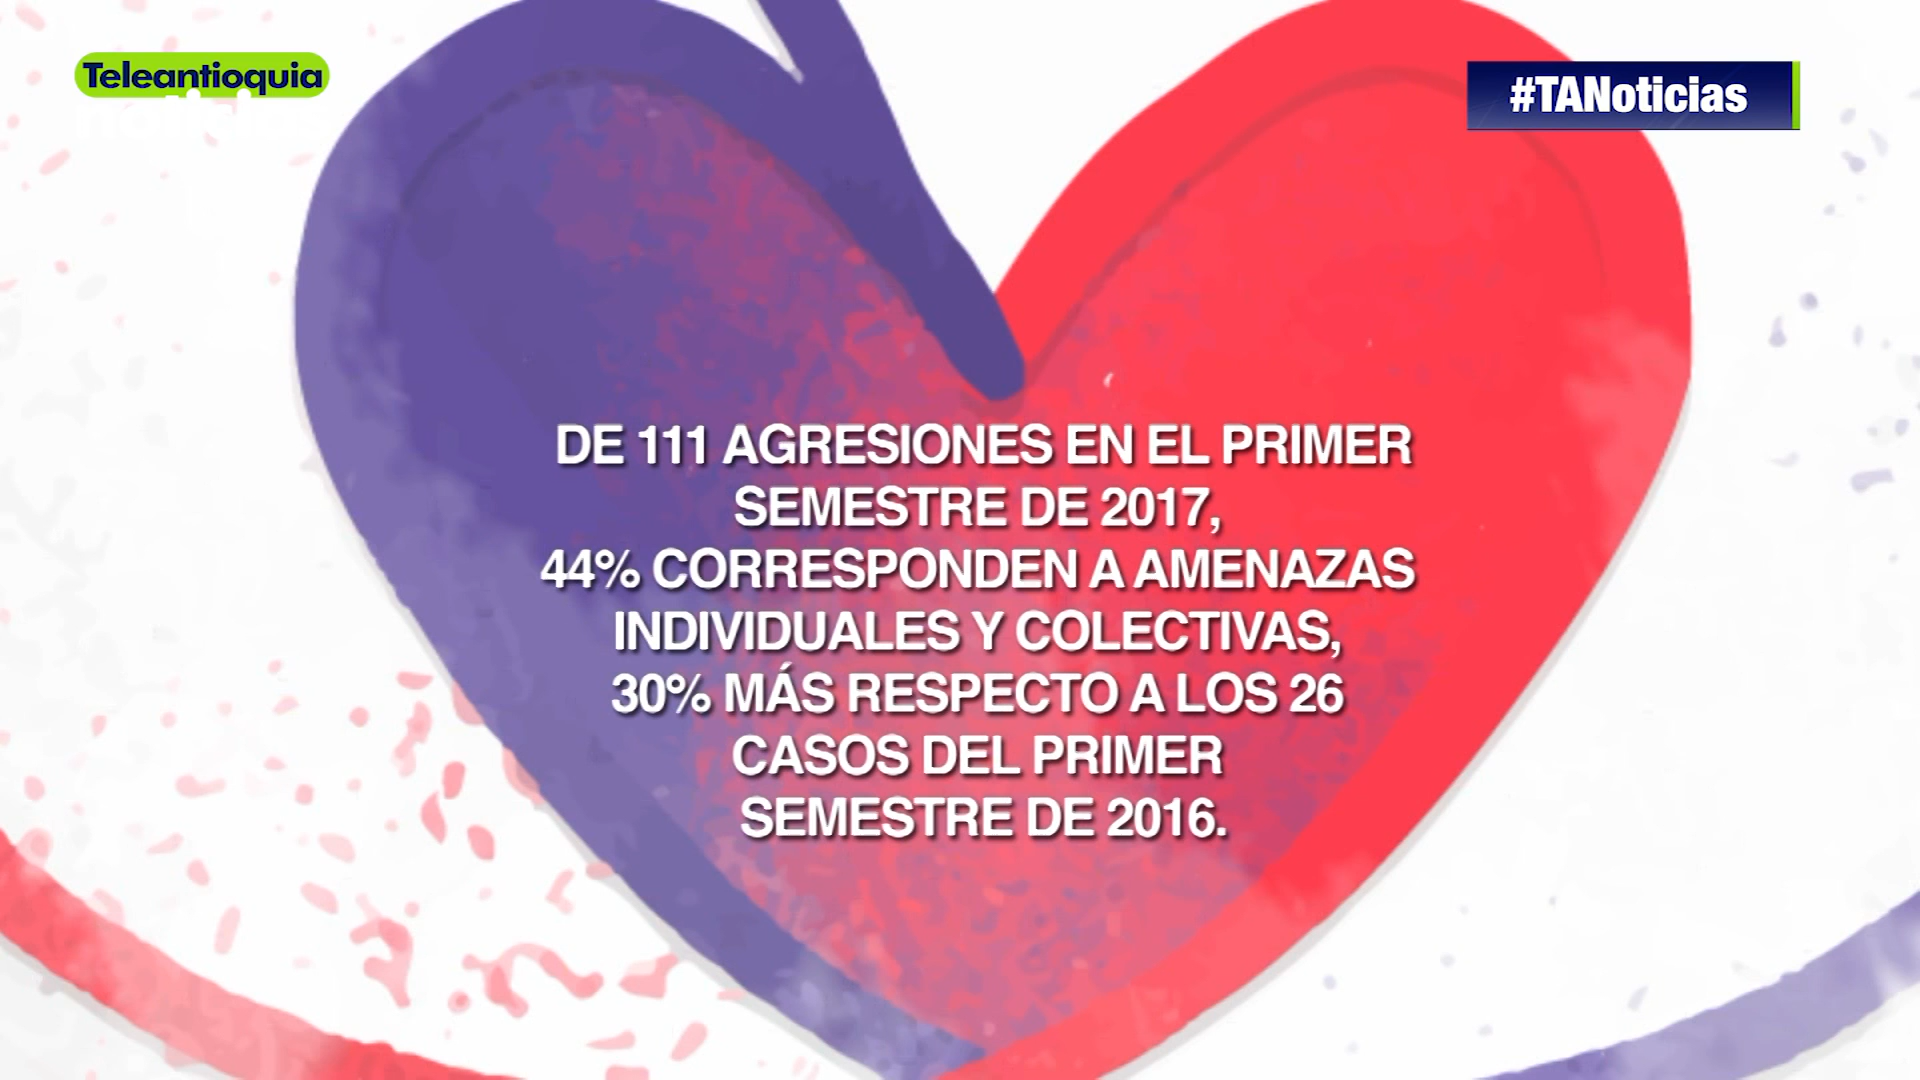 Teleantioquia
noticias
#TANoticias
DE 111 AGRESIONES EN EL PRIMER
SEMESTRE DE 2017,
44% CORRESPONDEN A AMENAZAS
INDIVIDUALES Y COLECTIVAS,
30% MÁS RESPECTO A LOS 26
CASOS DEL PRIMER
SEMESTRE DE 2016.